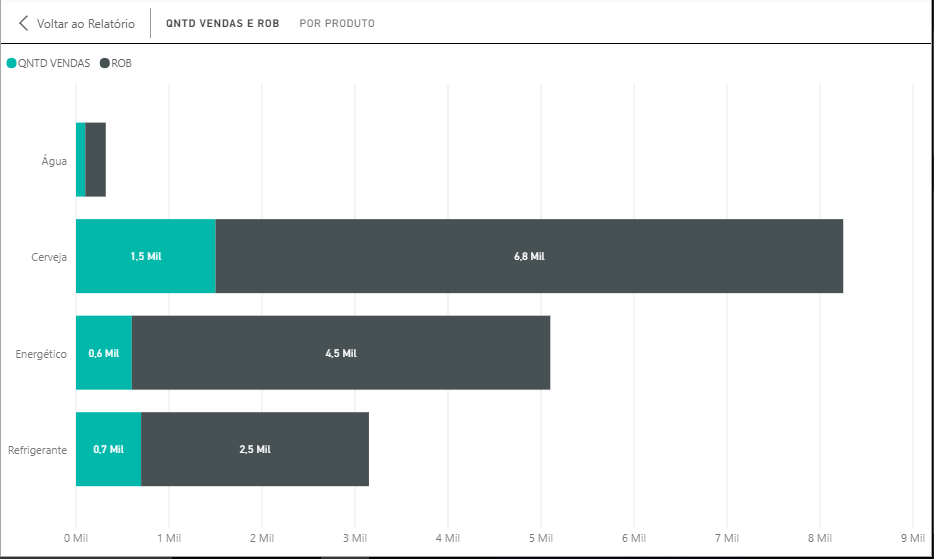 Voltar ao Relatório QNTD VENDAS E ROB POR PRODUTO
QNTD VENDAS ROB
Água
Cerveja 1,5 Mil 6,8 Mil
Energético 0,6 Mil 4,5 Mil
Refrigerante 0,7 Mil 2,5 Mil
0 Mil 1 Mil 2 Mil 3 Mil 4 Mil 5 Mil 6 Mil 7 Mil 8 Mil 9 Mil